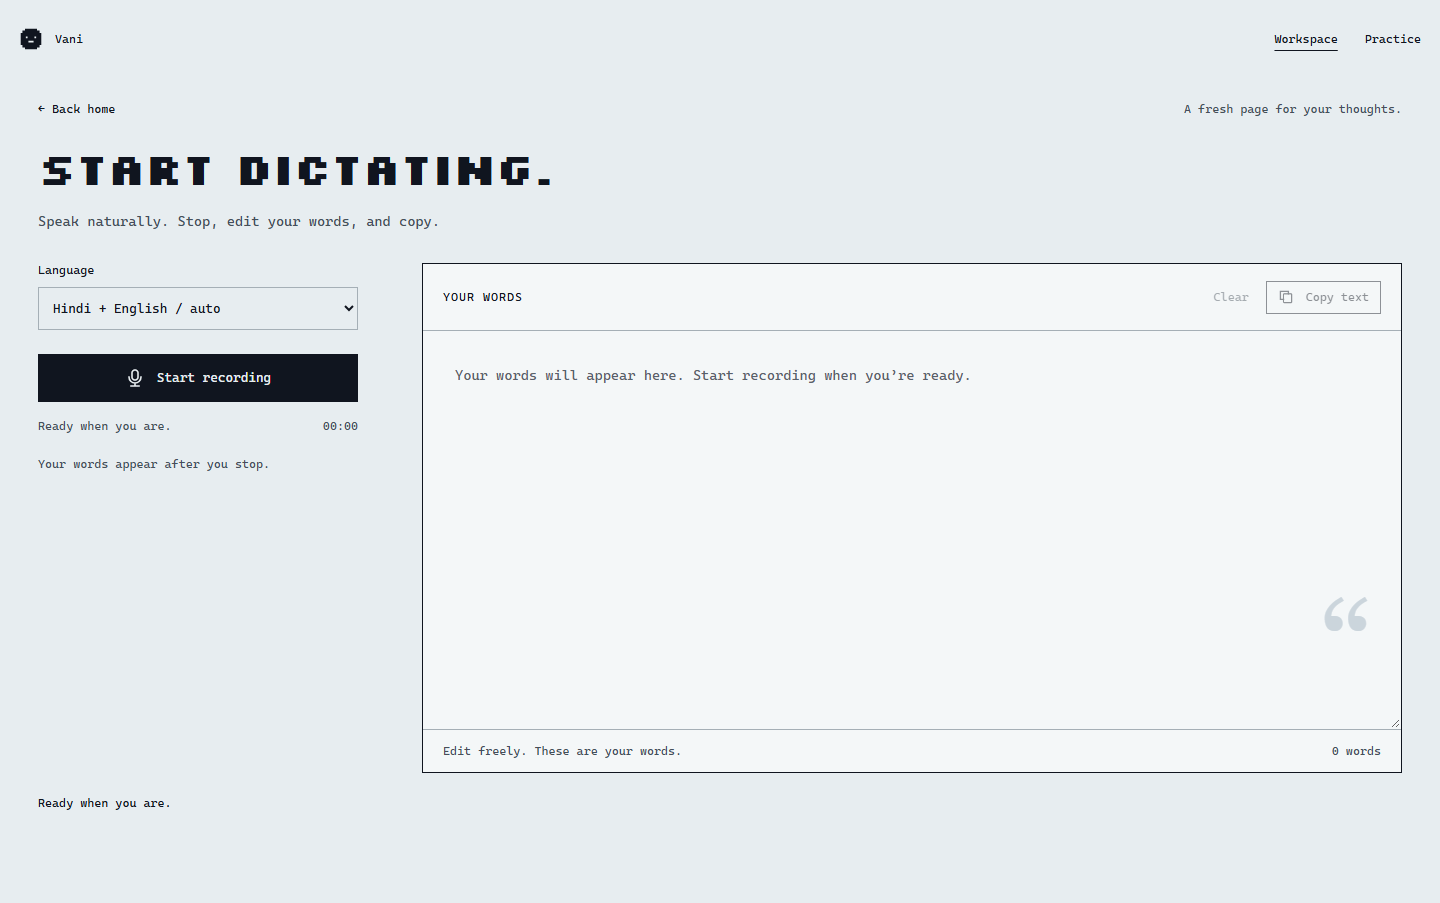 Vani
Workspace Practice
← Back home
A fresh page for your thoughts.
START DICTATING.
Speak naturally. Stop, edit your words, and copy.
Language
Hindi + English / auto
Start recording
Ready when you are. 00:00
Your words appear after you stop.
YOUR WORDS
Clear
Copy text
Your words will appear here. Start recording when you’re ready.
“
Edit freely. These are your words.
0 words
Ready when you are.